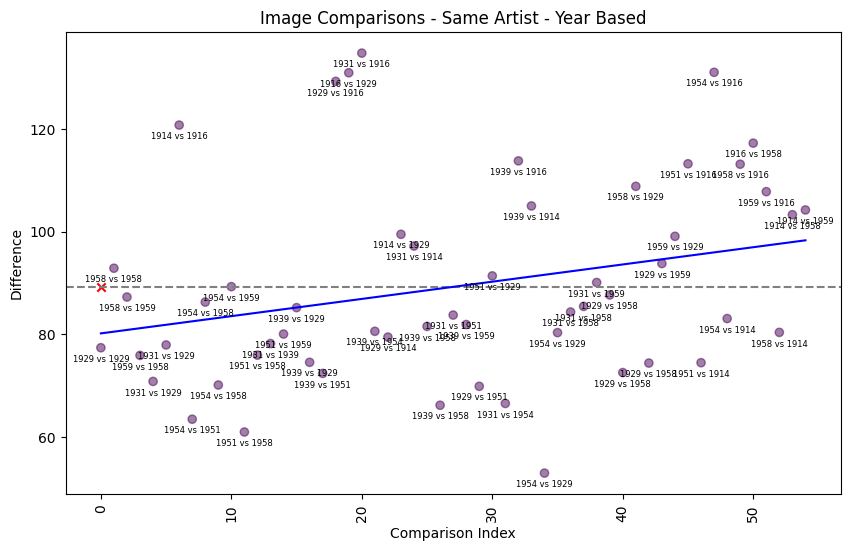 Image Comparisons - Same Artist - Year Based
Difference
120
100
80
60
1931 vs 1916
1916 vs 1929
1929 vs 1916
1954 vs 1916
1914 vs 1916
1916 vs 1958
1939 vs 1916
1951 vs 1916
1958 vs 1916
1958 vs 1929
1959 vs 1916
1939 vs 1914
1914 vs 1959
1914 vs 1958
1914 vs 1929
1959 vs 1929
1931 vs 1914
1929 vs 1959
1958 vs 1958
1951 vs 1929
1954 vs 1959
1931 vs 1959
1958 vs 1959
1929 vs 1958
1954 vs 1958
1939 vs 1929
1931 vs 1958
1931 vs 1958
1931 vs 1951
1954 vs 1914
1939 vs 1958
1939 vs 1959
1939 vs 1954
1954 vs 1929
1958 vs 1914
1951 vs 1959
1929 vs 1914
1931 vs 1939
1931 vs 1929
1929 vs 1929
1951 vs 1958
1959 vs 1958
1939 vs 1929
1929 vs 1958
1951 vs 1914
1939 vs 1951
1929 vs 1958
1931 vs 1929
1954 vs 1958
1929 vs 1951
1939 vs 1958
1931 vs 1954
1954 vs 1951
1951 vs 1958
1954 vs 1929
0
10
20
30
40
50
Comparison Index